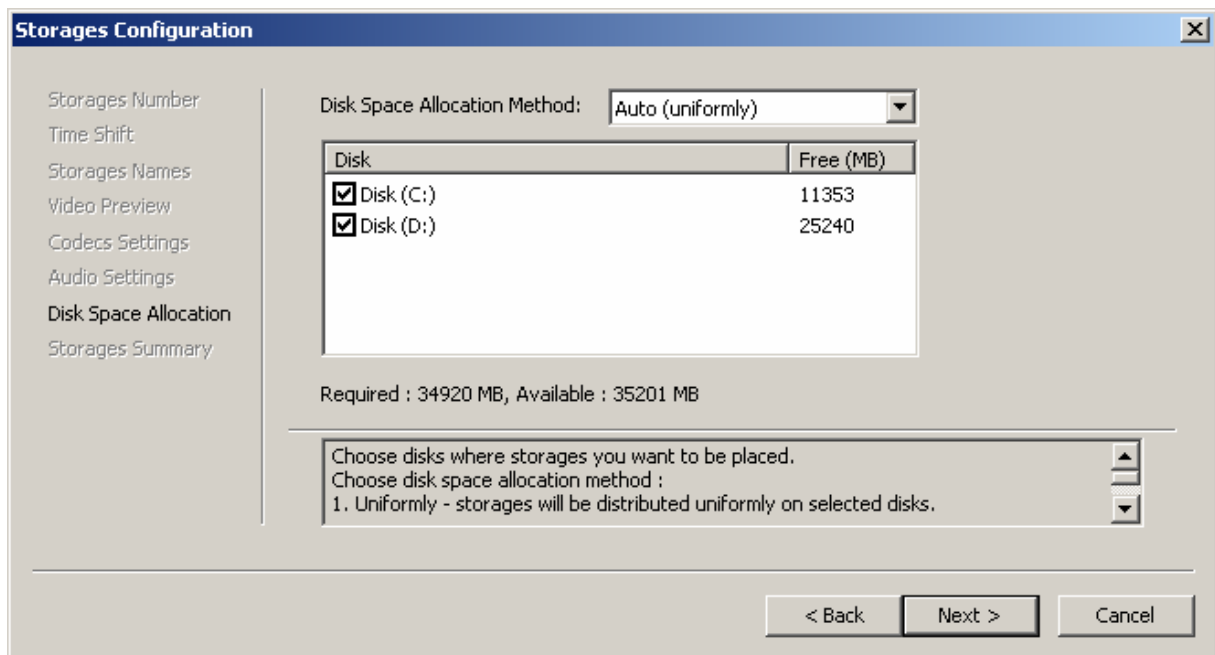 Storages Configuration
Storages Number
Time Shift
Storages Names
Video Preview
Codecs Settings
Audio Settings
Disk Space Allocation
Storages Summary
Disk Space Allocation Method: Auto (uniformly)
Disk Free (MB)
Disk (C:) 11353
Disk (D:) 25240
Required : 34920 MB, Available : 35201 MB
Choose disks where storages you want to be placed.
Choose disk space allocation method :
1. Uniformly - storages will be distributed uniformly on selected disks.
< Back Next > Cancel